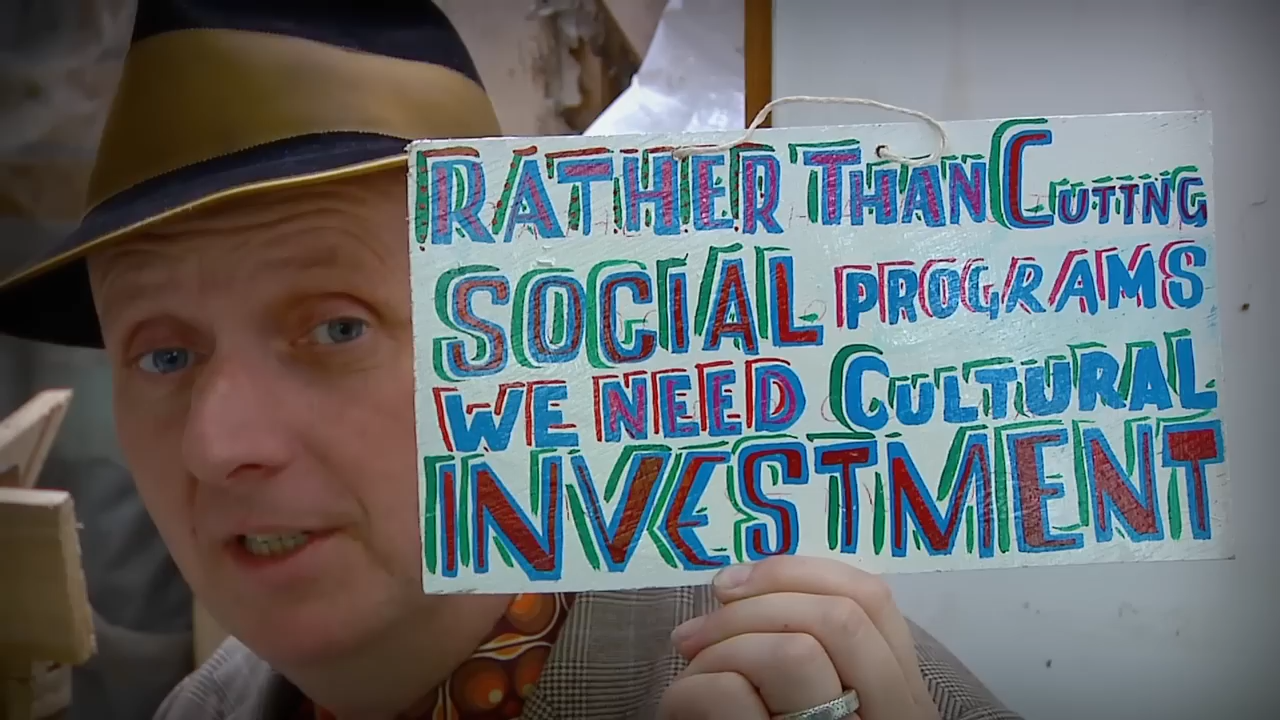 RATHER THAN CUTTING
SOCIAL PROGRAMS
WE NEED CULTURAL
INVESTMENT